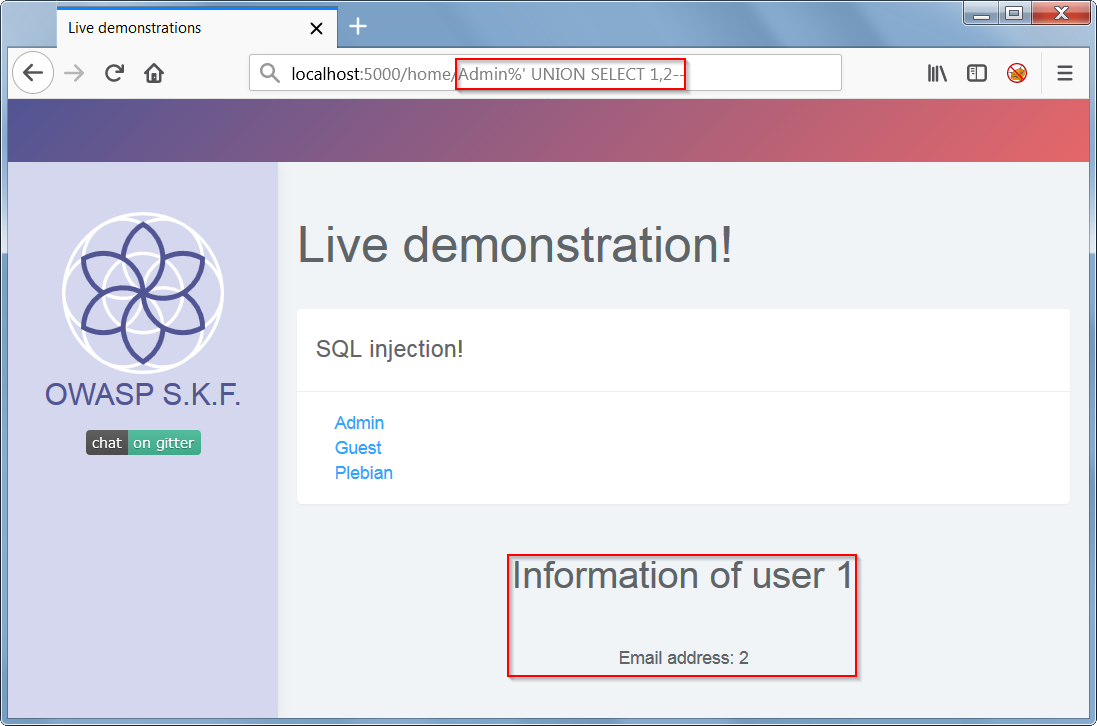 Live demonstrations
localhost:5000/home/Admin%' UNION SELECT 1,2--
Live demonstration!
OWASP S.K.F.
chat on gitter
SQL injection!
Admin
Guest
Plebian
Information of user 1
Email address: 2